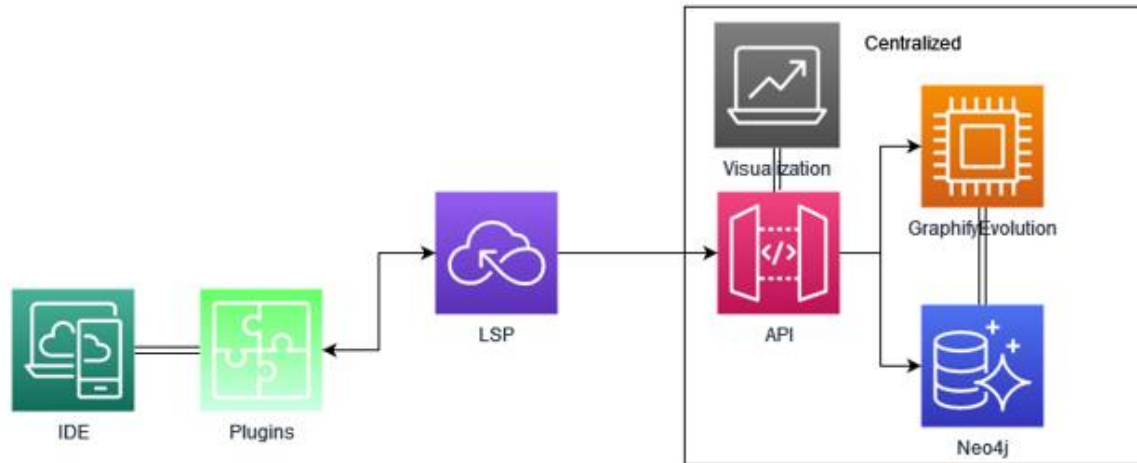 Centralized
Visualization
GraphifyEvolution
</>
LSP
API
IDE
Plugins
Neo4j